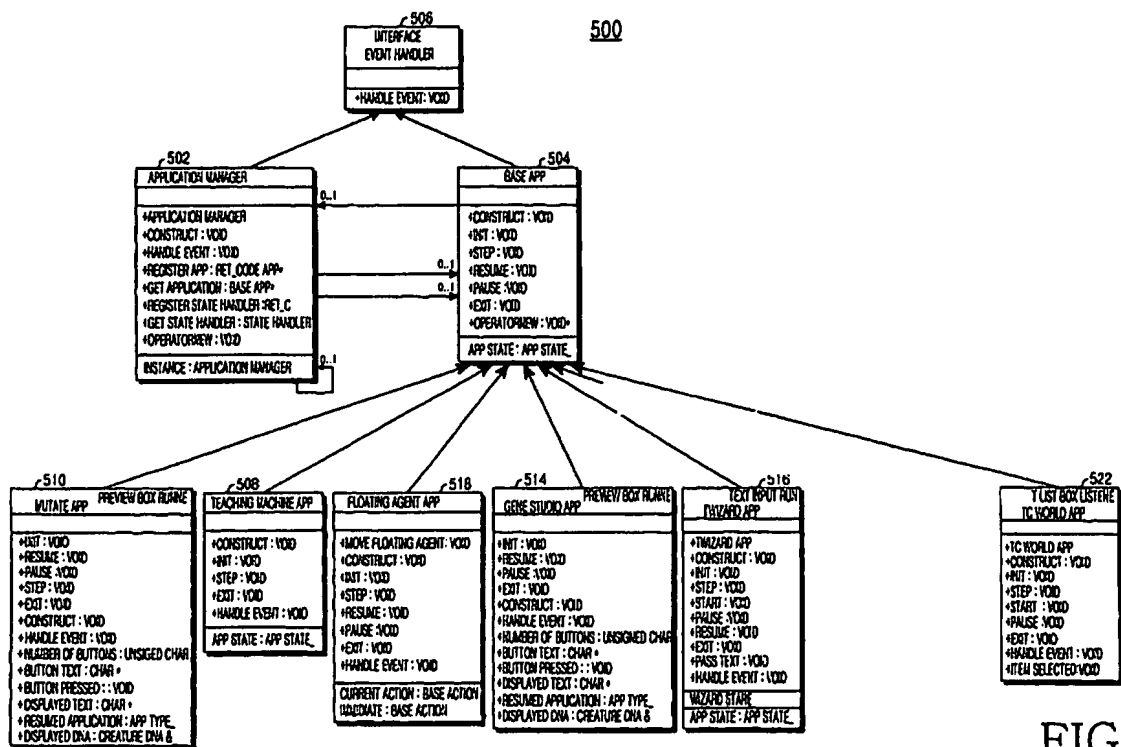 506
INTERFACE
EVENT HANDLER
+HANDLE EVENT: VOID
500
502
APPLICATION MANAGER
+APPLICATION MANAGER
+CONSTRUCT : VOID
+HANDLE EVENT : VOID
+REGISTER APP : RET_CODE APP*
+GET APPLICATION : BASE APP*
+REGISTER STATE HANDLER :RET_C
+GET STATE HANDLER : STATE HANDLER
+OPERATORNEW : VOID
INSTANCE : APPLICATION MANAGER
0..1
0..1
0..1
0..1
504
BASE APP
+CONSTRUCT : VOID
+INIT : VOID
+STEP : VOID
+RESUME : VOID
+PAUSE :VOID
+EXIT : VOID
+OPERATORNEW : VOID*
APP STATE : APP STATE_
510
PREVIEW BOX RUNNE
MUTATE APP
+INIT : VOID
+RESUME : VOID
+PAUSE :VOID
+STEP : VOID
+EXIT : VOID
+CONSTRUCT : VOID
+HANDLE EVENT : VOID
+NUMBER OF BUTTONS : UNSIGED CHAR
+BUTTON TEXT : CHAR *
+BUTTON PRESSED : : VOID
+DISPLAYED TEXT : CHAR *
+RESUMED APPLICATION : APP TYPE_
+DISPLAYED DNA : CREATURE DNA &
508
TEACHING MACHINE APP
+CONSTRUCT : VOID
+INIT : VOID
+STEP : VOID
+EXIT : VOID
+HANDLE EVENT : VOID
APP STATE : APP STATE_
518
FLOATING AGENT APP
+MOVE FLOATING AGENT: VOID
+CONSTRUCT : VOID
+INIT : VOID
+STEP : VOID
+RESUME : VOID
+PAUSE :VOID
+EXIT : VOID
+HANDLE EVENT : VOID
CURRENT ACTION : BASE ACTION
: BASE ACTION
514
PREVIEW BOX RUNNE
GENE STUDIO APP
+INIT : VOID
+RESUME : VOID
+PAUSE :VOID
+EXIT : VOID
+CONSTRUCT : VOID
+HANDLE EVENT : VOID
+NUMBER OF BUTTONS : UNSIGNED CHAR
+BUTTON TEXT : CHAR *
+BUTTON PRESSED : : VOID
+DISPLAYED TEXT : CHAR *
+RESUMED APPLICATION : APP TYPE_
+DISPLAYED DNA : CREATURE DNA &
516
TEXT INPUT RUN
TWIZARD APP
+TWIZARD APP
+CONSTRUCT : VOID
+INIT : VOID
+STEP : VOID
+START : VOID
+PAUSE : VOID
+RESUME : VOID
+EXIT : VOID
+PASS TEXT : VOID
+HANDLE EVENT : VOID
WIZARD STARE
APP STATE : APP STATE_
522
T LIST BOX LISTENE
TC WORLD APP
+TC WORLD APP
+CONSTRUCT : VOID
+INIT : VOID
+STEP : VOID
+START : VOID
+PAUSE : VOID
+EXIT : VOID
+HANDLE EVENT : VOID
+ITEM SELECTED:VOID
FIG